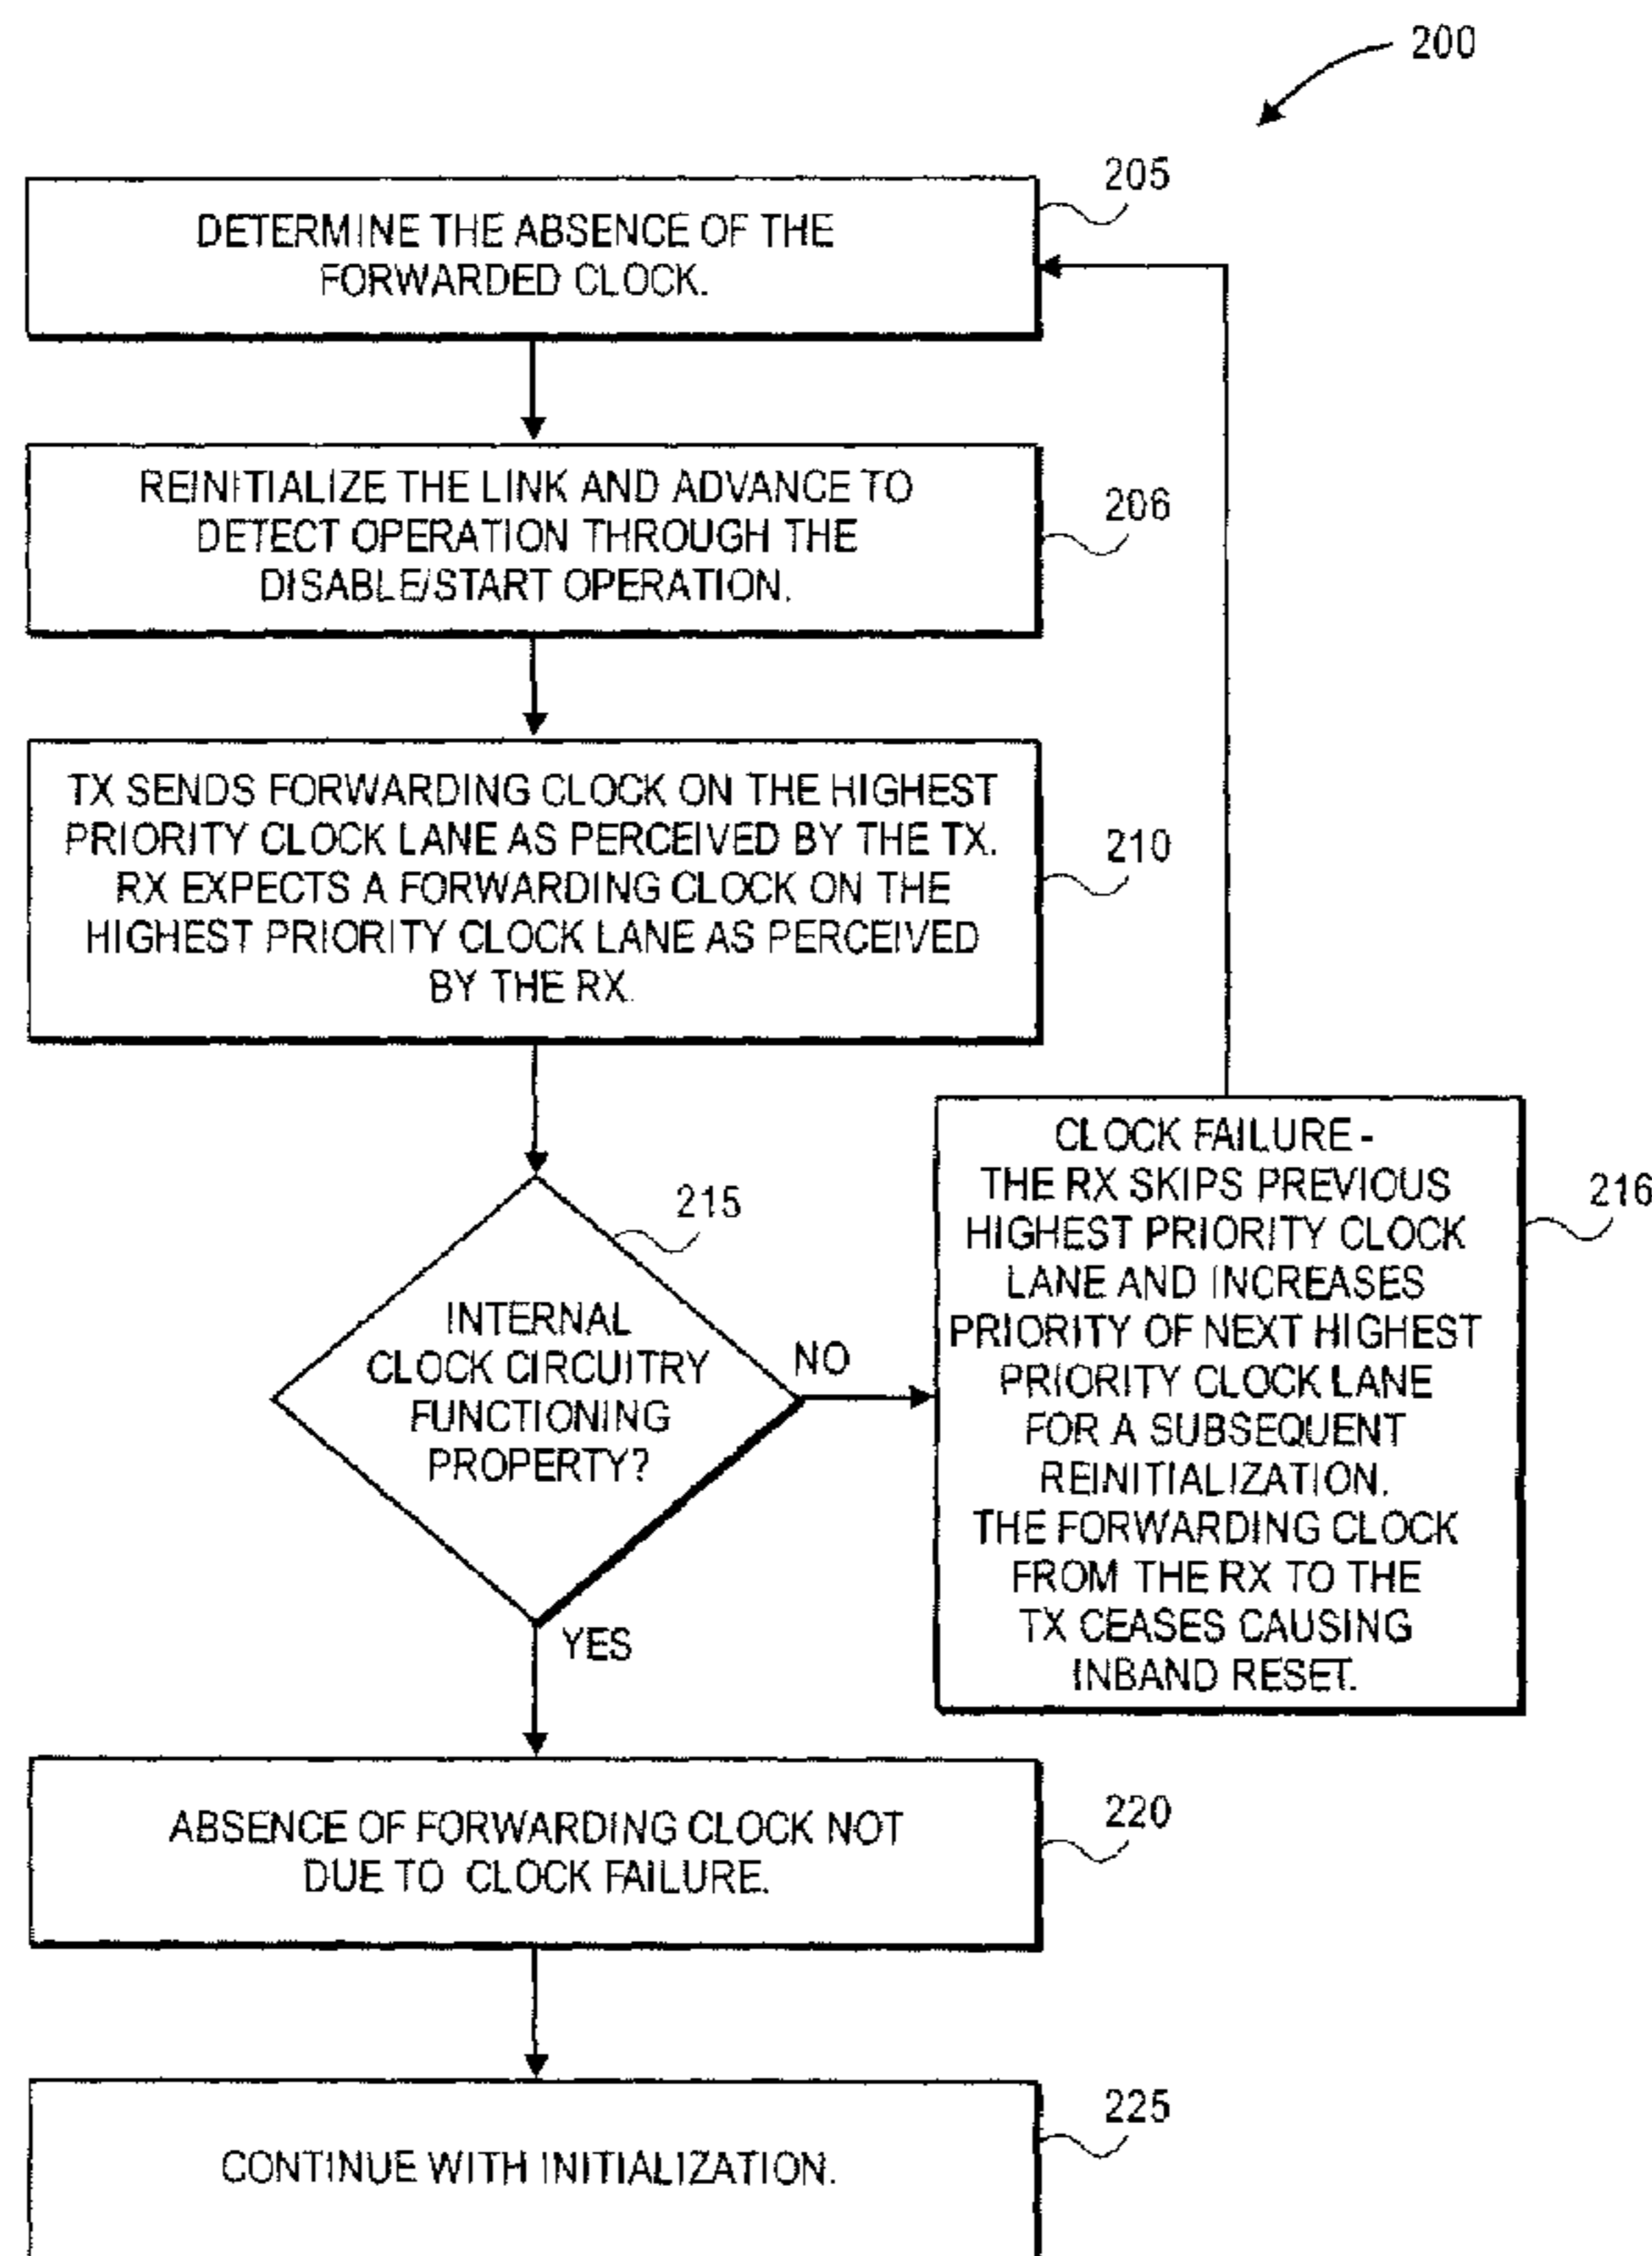 200
205
DETERMINE THE ABSENCE OF THE
FORWARDED CLOCK.
REINITIALIZE THE LINK AND ADVANCE TO
DETECT OPERATION THROUGH THE
DISABLE/START OPERATION.
206
TX SENDS FORWARDING CLOCK ON THE HIGHEST
PRIORITY CLOCK LANE AS PERCEIVED BY THE TX.
RX EXPECTS A FORWARDING CLOCK ON THE
HIGHEST PRIORITY CLOCK LANE AS PERCEIVED
BY THE RX.
210
215
INTERNAL
CLOCK CIRCUITRY
FUNCTIONING
PROPERTY?
NO
YES
CLOCK FAILURE -
THE RX SKIPS PREVIOUS
HIGHEST PRIORITY CLOCK
LANE AND INCREASES
PRIORITY OF NEXT HIGHEST
PRIORITY CLOCK LANE
FOR A SUBSEQUENT
REINITIALIZATION.
THE FORWARDING CLOCK
FROM THE RX TO THE
TX CEASES CAUSING
INBAND RESET.
216
ABSENCE OF FORWARDING CLOCK NOT
DUE TO CLOCK FAILURE.
220
CONTINUE WITH INITIALIZATION.
225